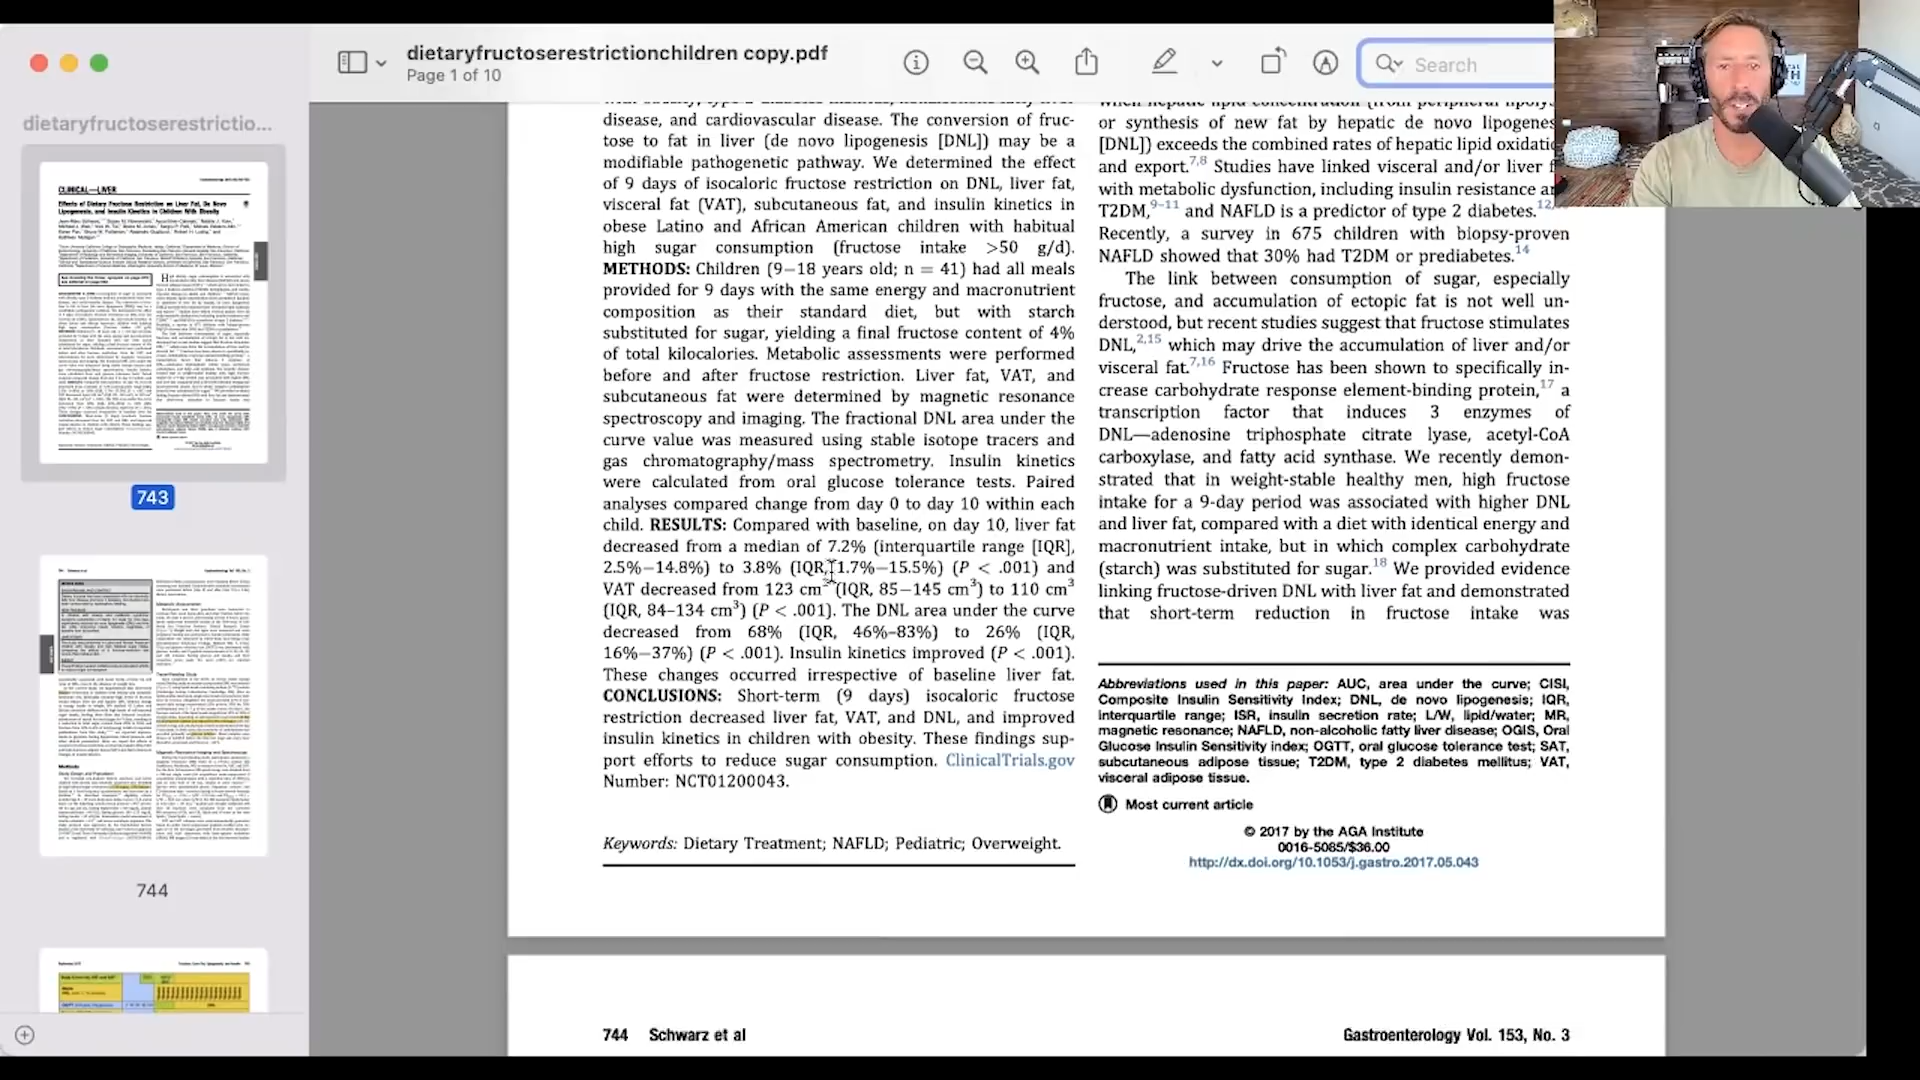 dietaryfructoserestrictionchildren copy.pdf
Page 1 of 10
Search
dietaryfructoserestrictio...
CLINICAL—LIVER
Effects of Dietary Fructose Restriction on Liver Fat, De Novo
Lipogenesis, and Insulin Kinetics in Children With Obesity
743
744
disease, and cardiovascular disease. The conversion of fruc-
tose to fat in liver (de novo lipogenesis [DNL]) may be a
modifiable pathogenetic pathway. We determined the effect
of 9 days of isocaloric fructose restriction on DNL, liver fat,
visceral fat (VAT), subcutaneous fat, and insulin kinetics in
obese Latino and African American children with habitual
high sugar consumption (fructose intake >50 g/d).
METHODS: Children (9–18 years old; n = 41) had all meals
provided for 9 days with the same energy and macronutrient
composition as their standard diet, but with starch
substituted for sugar, yielding a final fructose content of 4%
of total kilocalories. Metabolic assessments were performed
before and after fructose restriction. Liver fat, VAT, and
subcutaneous fat were determined by magnetic resonance
spectroscopy and imaging. The fractional DNL area under the
curve value was measured using stable isotope tracers and
gas chromatography/mass spectrometry. Insulin kinetics
were calculated from oral glucose tolerance tests. Paired
analyses compared change from day 0 to day 10 within each
child. RESULTS: Compared with baseline, on day 10, liver fat
decreased from a median of 7.2% (interquartile range [IQR],
2.5%–14.8%) to 3.8% (IQR, 1.7%–15.5%) (P < .001) and
VAT decreased from 123 cm3 (IQR, 85–145 cm3) to 110 cm3
(IQR, 84–134 cm3) (P < .001). The DNL area under the curve
decreased from 68% (IQR, 46%–83%) to 26% (IQR,
16%–37%) (P < .001). Insulin kinetics improved (P < .001).
These changes occurred irrespective of baseline liver fat.
CONCLUSIONS: Short-term (9 days) isocaloric fructose
restriction decreased liver fat, VAT, and DNL, and improved
insulin kinetics in children with obesity. These findings sup-
port efforts to reduce sugar consumption. ClinicalTrials.gov
Number: NCT01200043.
Keywords: Dietary Treatment; NAFLD; Pediatric; Overweight.
when hepatic lipid concentration (from peripheral
or synthesis of new fat by hepatic de novo
[DNL]) exceeds the combined rates of hepatic lipid
and export.7,8 Studies have linked visceral and/or liver
with metabolic dysfunction, including insulin resistance
T2DM,9–11 and NAFLD is a predictor of type 2 diabetes.
Recently, a survey in 675 children with biopsy-proven
NAFLD showed that 30% had T2DM or prediabetes.14
The link between consumption of sugar, especially
fructose, and accumulation of ectopic fat is not well un-
derstood, but recent studies suggest that fructose stimulates
DNL,2,15 which may drive the accumulation of liver and/or
visceral fat.7,16 Fructose has been shown to specifically in-
crease carbohydrate response element-binding protein,17 a
transcription factor that induces 3 enzymes of
DNL—adenosine triphosphate citrate lyase, acetyl-CoA
carboxylase, and fatty acid synthase. We recently demon-
strated that in weight-stable healthy men, high fructose
intake for a 9-day period was associated with higher DNL
and liver fat, compared with a diet with identical energy and
macronutrient intake, but in which complex carbohydrate
(starch) was substituted for sugar.18 We provided evidence
linking fructose-driven DNL with liver fat and demonstrated
that short-term reduction in fructose intake was
Abbreviations used in this paper: AUC, area under the curve; CISI,
Composite Insulin Sensitivity Index; DNL, de novo lipogenesis; IQR,
interquartile range; ISR, insulin secretion rate; L/W, lipid/water; MR,
magnetic resonance; NAFLD, non-alcoholic fatty liver disease; OGIS, Oral
Glucose Insulin Sensitivity index; OGTT, oral glucose tolerance test; SAT,
subcutaneous adipose tissue; T2DM, type 2 diabetes mellitus; VAT,
visceral adipose tissue.
Most current article
© 2017 by the AGA Institute
0016-5085/$36.00
http://dx.doi.org/10.1053/j.gastro.2017.05.043
744 Schwarz et al
Gastroenterology Vol. 153, No. 3